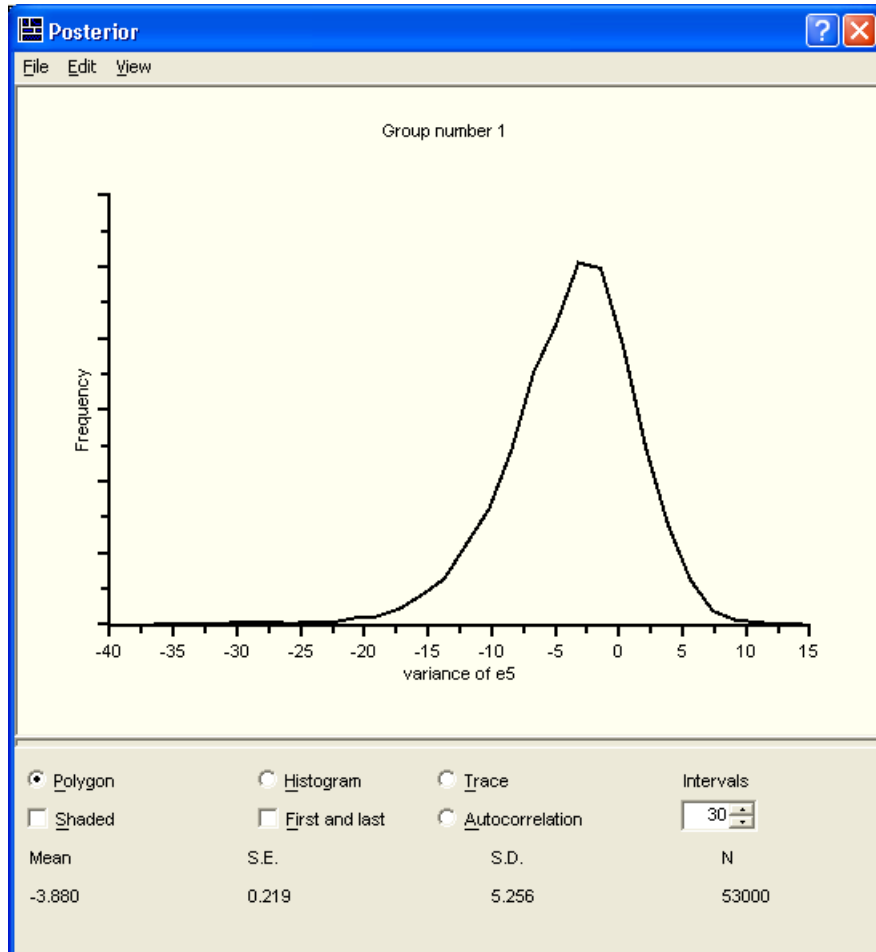 Posterior
File Edit View
Group number 1
Frequency
-40 -35 -30 -25 -20 -15 -10 -5 0 5 10 15
variance of e5
Polygon Histogram Trace Intervals
Shaded First and last Autocorrelation 30
Mean S.E. S.D. N
-3.880 0.219 5.256 53000